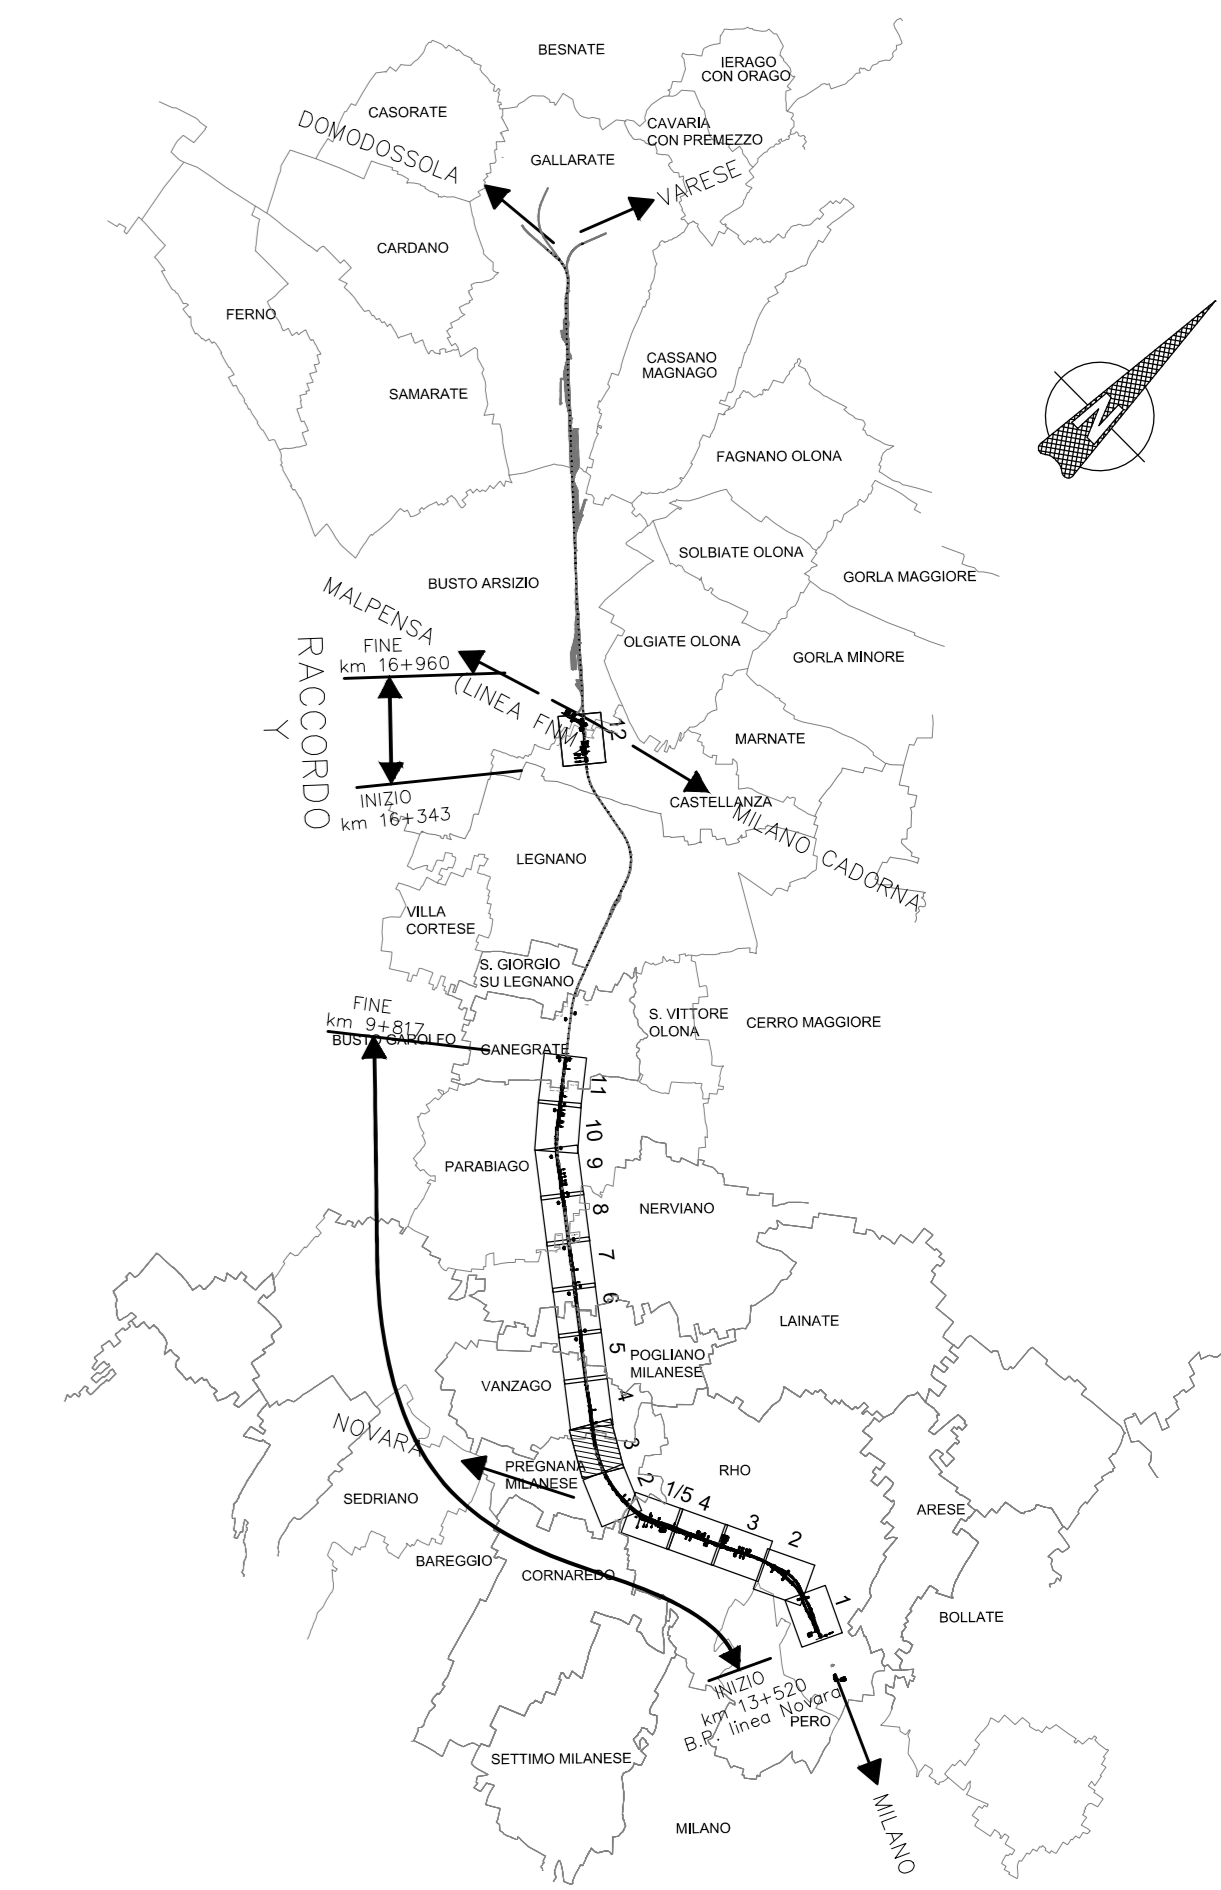 BESNATE
IERAGO
CON ORAGO
CASORATE
CAVARIA
CON PREMEZZO
DOMODOSSOLA
GALLARATE
VARESE
CARDANO
FERNO
CASSANO
MAGNAGO
SAMARATE
N
FAGNANO OLONA
SOLBIATE OLONA
GORLA MAGGIORE
BUSTO ARSIZIO
MALPENSA
OLGIATE OLONA
GORLA MINORE
RACCORDO
Y
FINE
km 16+960
(LINEA FNM)
12
MARNATE
INIZIO
km 16+343
CASTELLANZA
MILANO CADORNA
LEGNANO
VILLA
CORTESE
S. GIORGIO
SU LEGNANO
S. VITTORE
OLONA
CERRO MAGGIORE
FINE
km 9+817
BUSTO GAROLFO
CANEGRATE
11
10
9
PARABIAGO
8
NERVIANO
7
6
LAINATE
5
POGLIANO
MILANESE
VANZAGO
4
NOVARA
3
PREGNANA
MILANESE
RHO
2
1/5
4
3
2
1
SEDRIANO
ARESE
BAREGGIO
CORNAREDO
BOLLATE
INIZIO
km 13+520
B.P. linea Novara
PERO
SETTIMO MILANESE
MILANO
MILANO